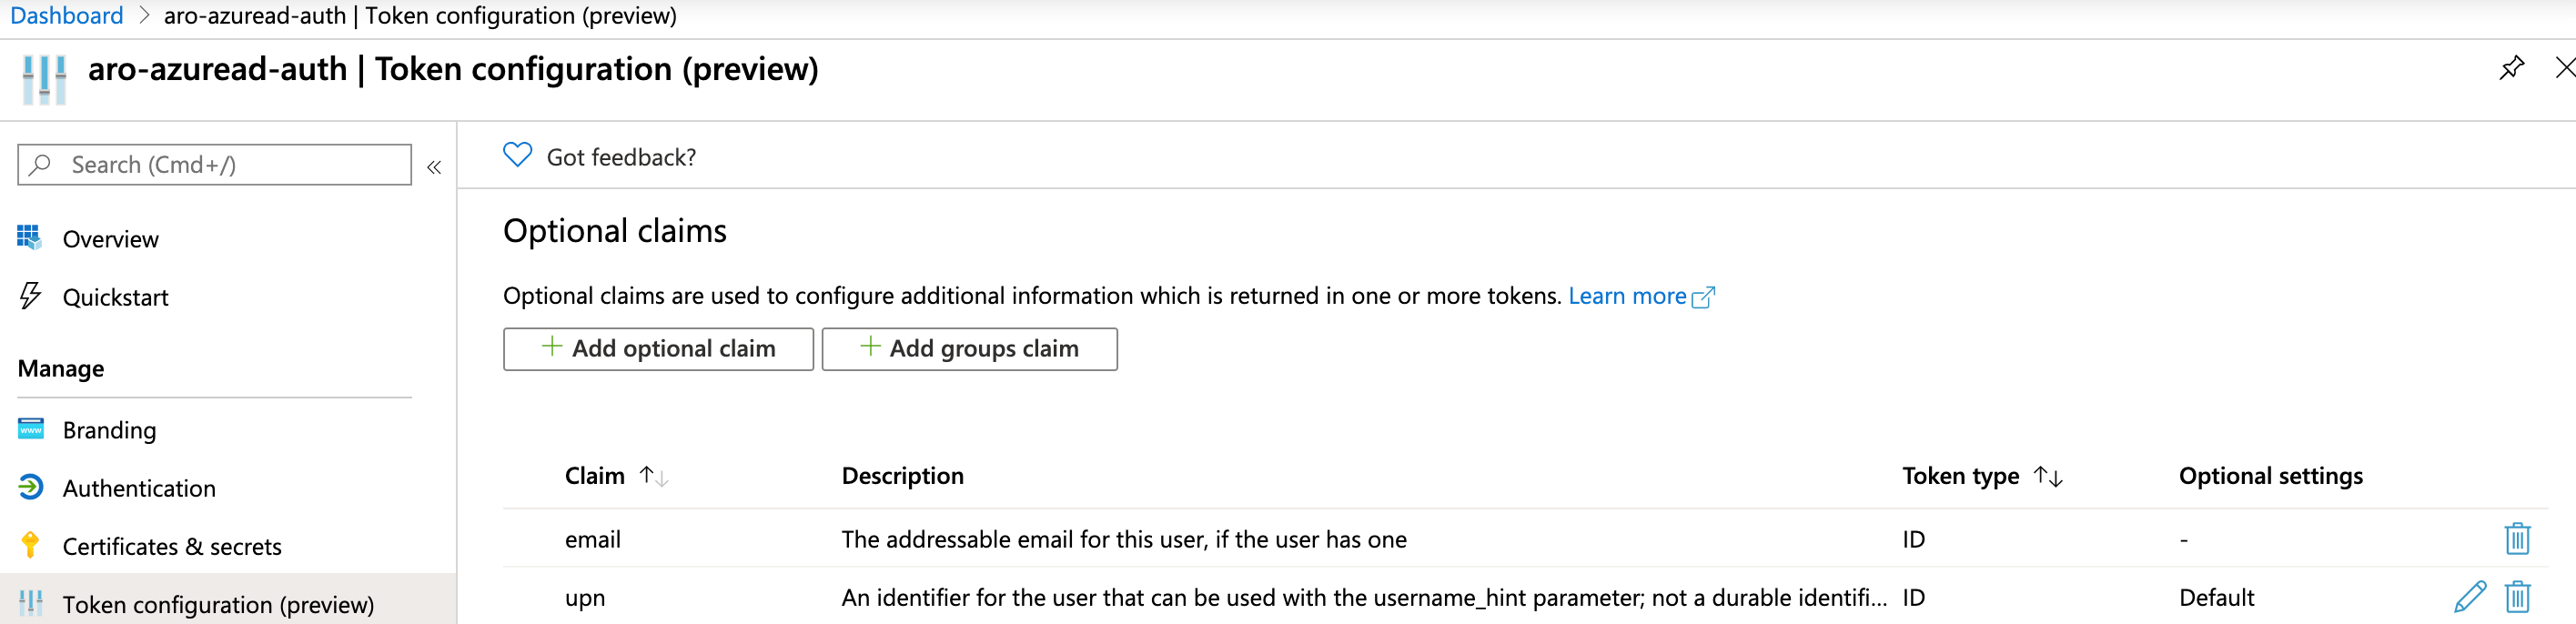 Dashboard > aro-azuread-auth | Token configuration (preview)
aro-azuread-auth | Token configuration (preview)
Search (Cmd+/)
«
Got feedback?
Overview
Quickstart
Manage
Branding
Authentication
Certificates & secrets
Token configuration (preview)
Optional claims
Optional claims are used to configure additional information which is returned in one or more tokens. Learn more
+ Add optional claim + Add groups claim
Claim ↑↓ Description Token type ↑↓ Optional settings
email The addressable email for this user, if the user has one ID -
upn An identifier for the user that can be used with the username_hint parameter; not a durable identifi... ID Default